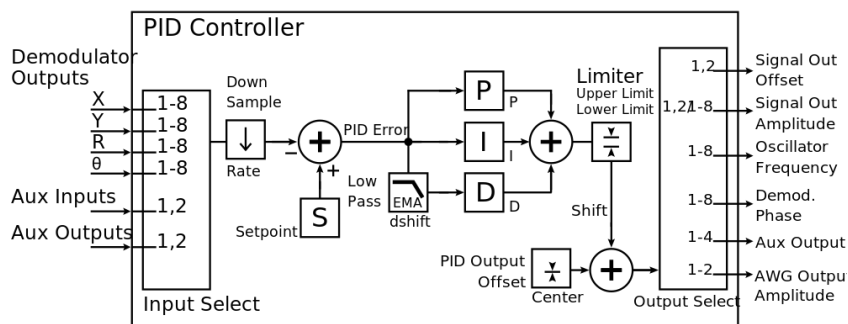 PID Controller
Demodulator
Outputs
X
Y
R
θ
Aux Inputs
Aux Outputs
1-8
1-8
1-8
1-8
1,2
1,2
Input Select
Down
Sample
↓
Rate
−
+
+
PID Error
S
Setpoint
Low
Pass
EMA
dshift
P
P
I
I
D
D
+
Limiter
Upper Limit
Lower Limit
Shift
PID Output
Offset
Center
+
1,2
1,2/1-8
1-8
1-8
1-4
1-2
Output Select
Signal Out
Offset
Signal Out
Amplitude
Oscillator
Frequency
Demod.
Phase
Aux Output
AWG Output
Amplitude